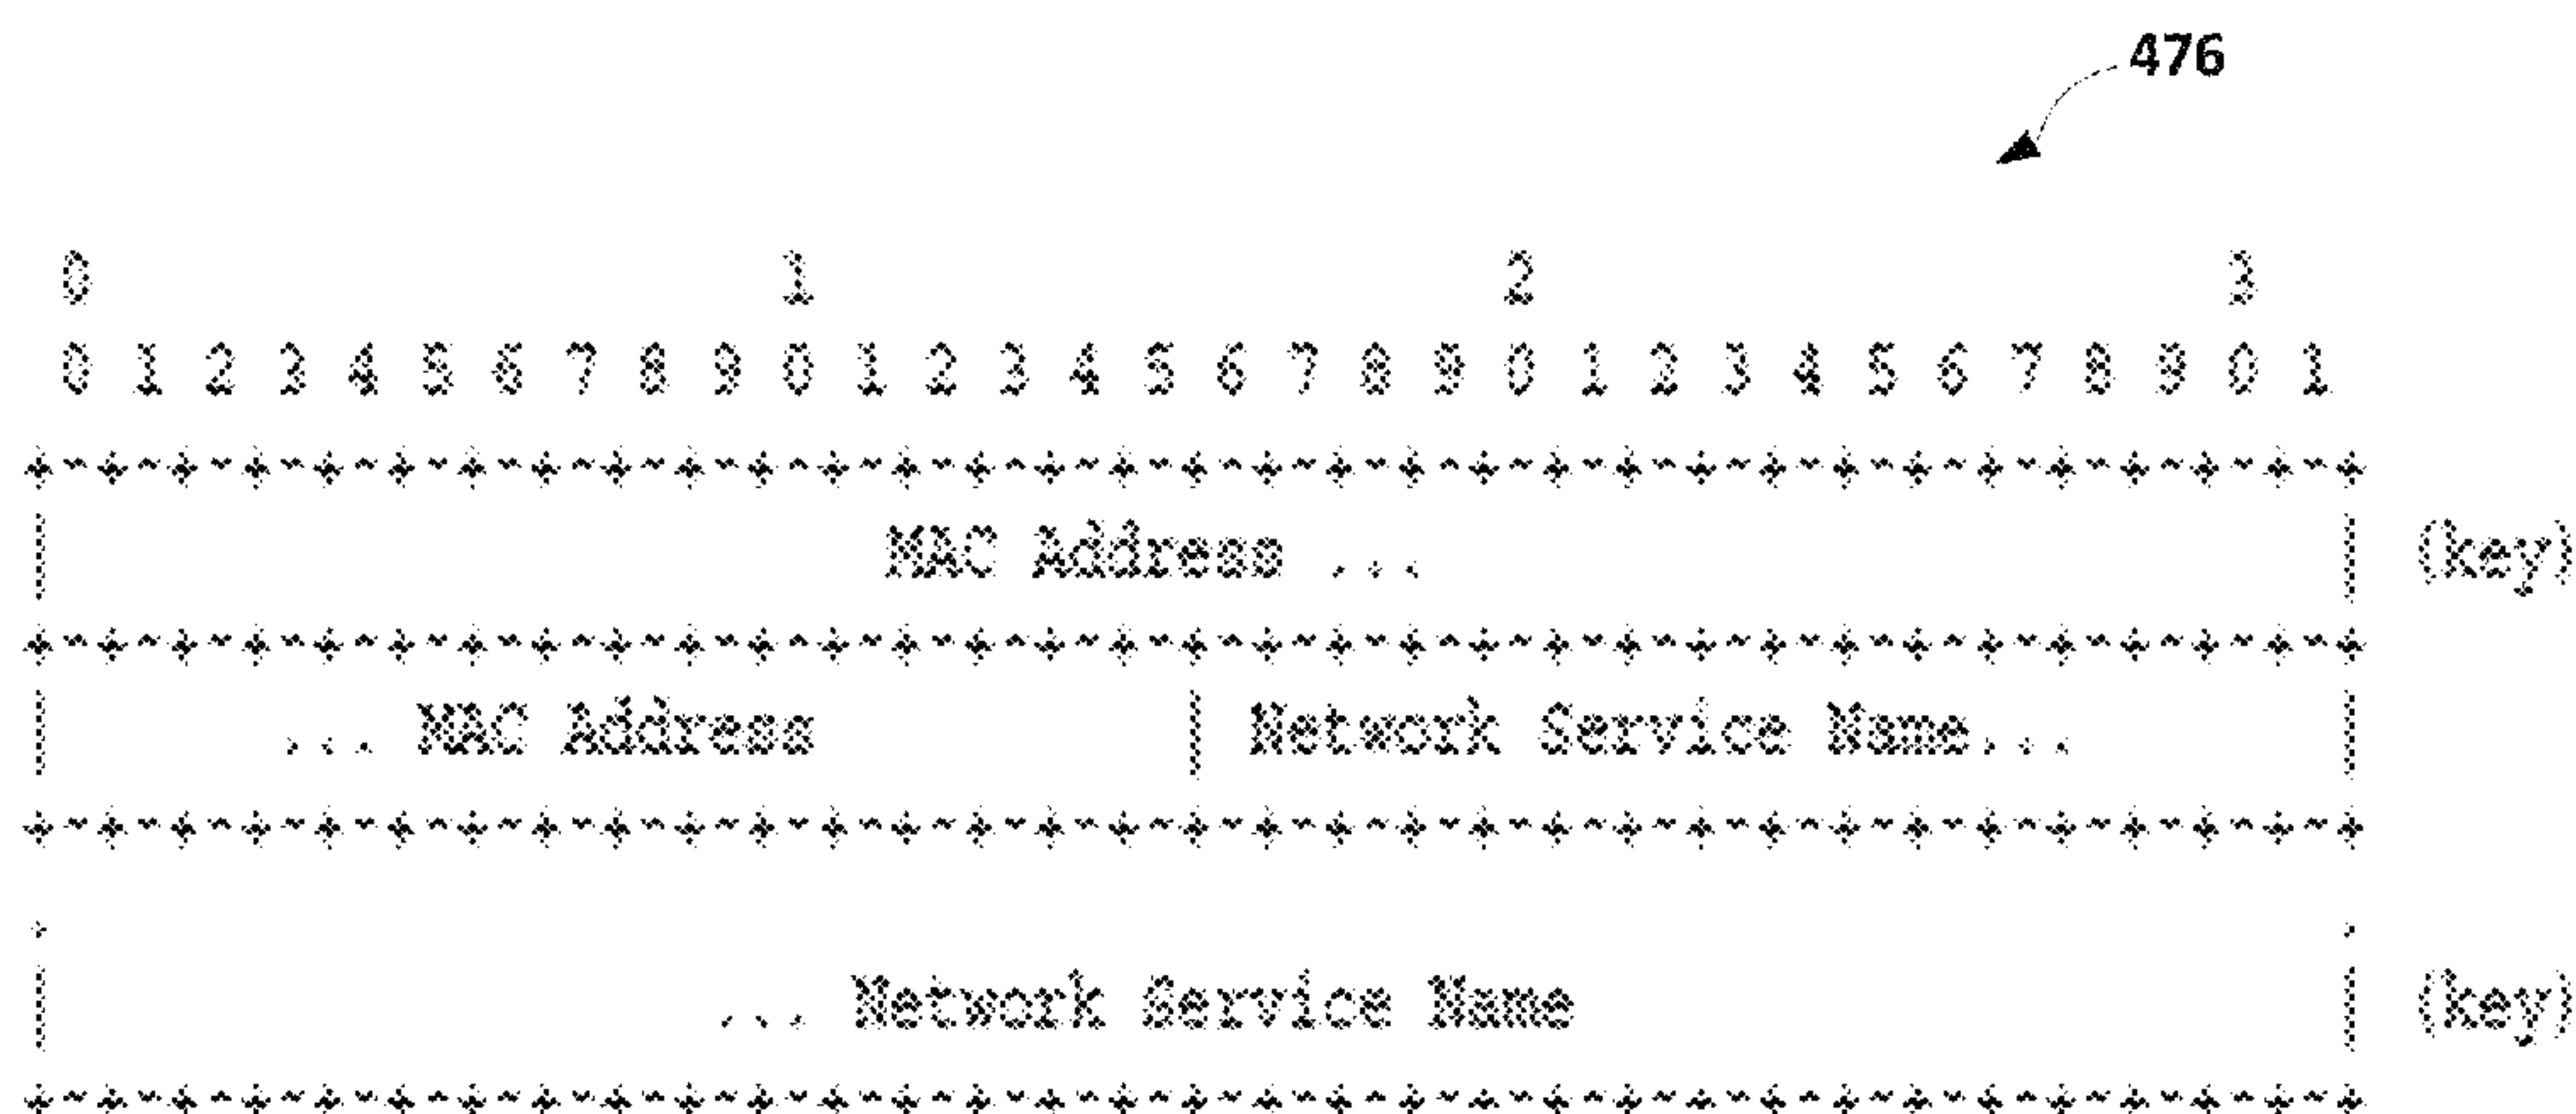 476
0 1 2 3
0 1 2 3 4 5 6 7 8 9 0 1 2 3 4 5 6 7 8 9 0 1 2 3 4 5 6 7 8 9 0 1
+-+-+-+-+-+-+-+-+-+-+-+-+-+-+-+-+-+-+-+-+-+-+-+-+-+-+-+-+-+-+-+-+
| MAC Address ... | (key)
+-+-+-+-+-+-+-+-+-+-+-+-+-+-+-+-+-+-+-+-+-+-+-+-+-+-+-+-+-+-+-+-+
| ... MAC Address | Network Service Name... |
+-+-+-+-+-+-+-+-+-+-+-+-+-+-+-+-+-+-+-+-+-+-+-+-+-+-+-+-+-+-+-+-+
. .
| ... Network Service Name | (key)
+-+-+-+-+-+-+-+-+-+-+-+-+-+-+-+-+-+-+-+-+-+-+-+-+-+-+-+-+-+-+-+-+